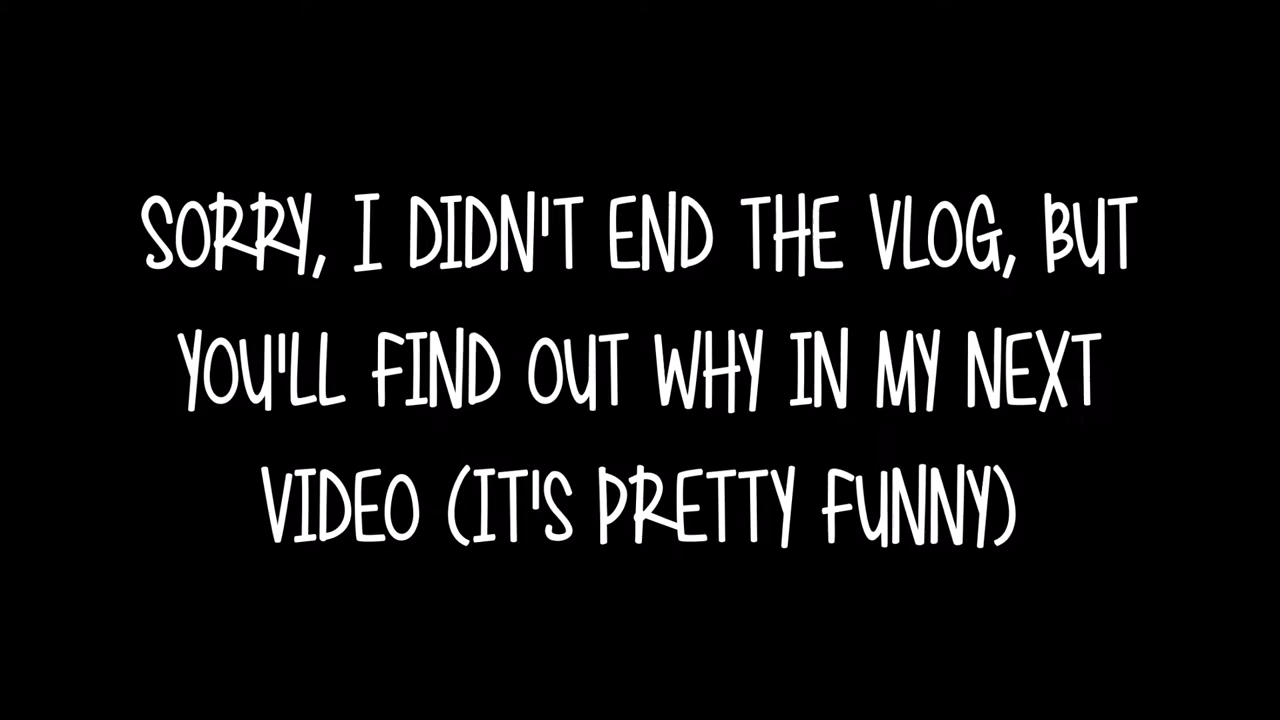 SORRY, I DIDN'T END THE VLOG, BUT
YOU'LL FIND OUT WHY IN MY NEXT
VIDEO (IT'S PRETTY FUNNY)